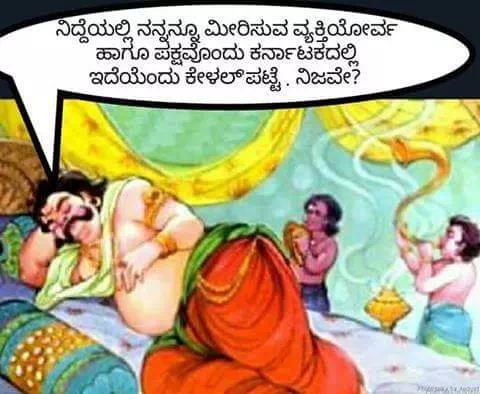 ನಿದ್ದೆಯಲ್ಲಿ ನನ್ನನ್ನೂ ಮೀರಿಸುವ ವ್ಯಕ್ತಿಯೋರ್ವ
ಹಾಗೂ ಪಕ್ಷವೊಂದು ಕರ್ನಾಟಕದಲ್ಲಿ
ಇದೆಯೆಂದು ಕೇಳಲ್ ಪಟ್ಟೆ . ನಿಜವೇ?